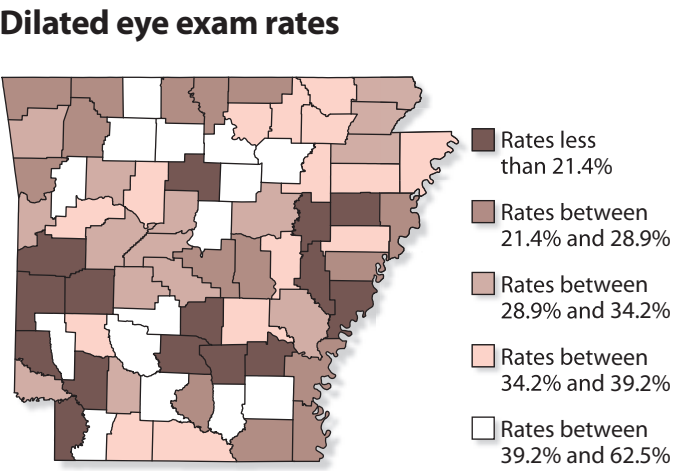 Dilated eye exam rates
Rates less
than 21.4%
Rates between
21.4% and 28.9%
Rates between
28.9% and 34.2%
Rates between
34.2% and 39.2%
Rates between
39.2% and 62.5%